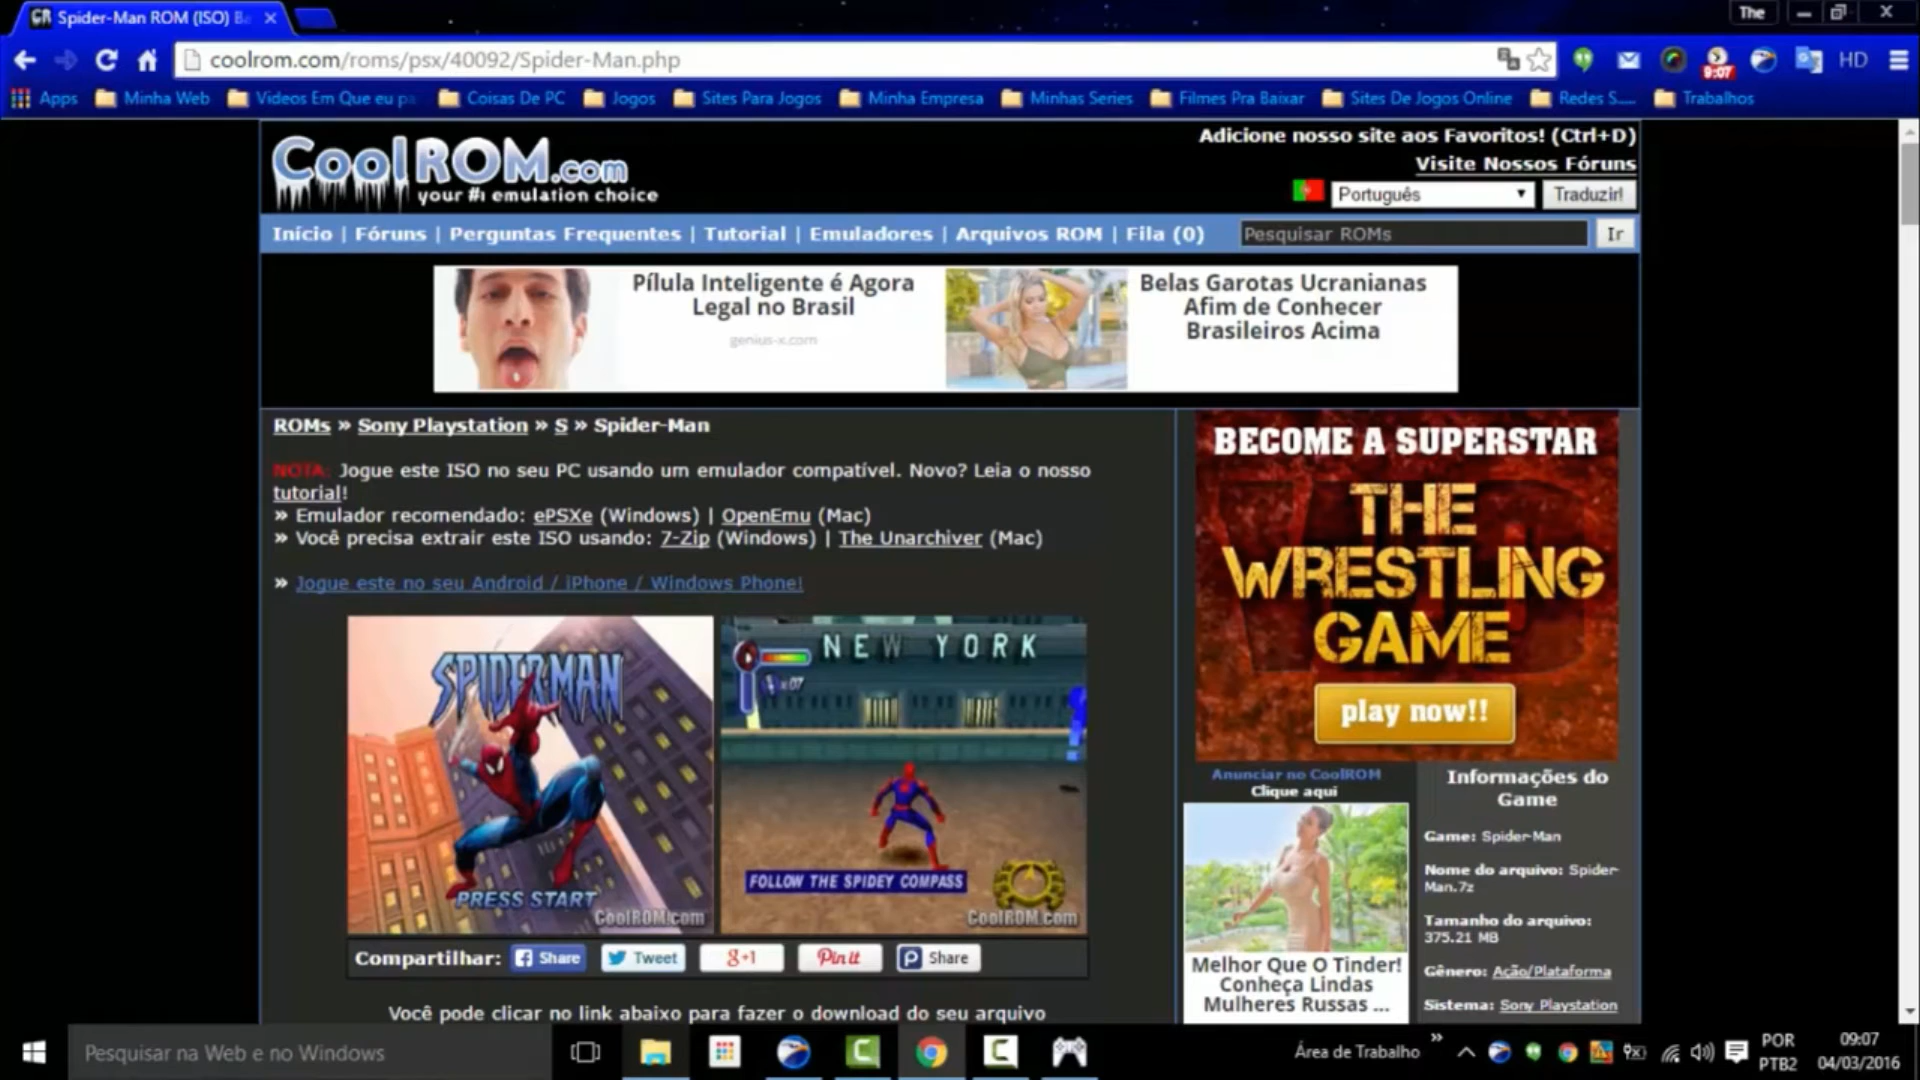 Spider-Man ROM (ISO)
The
coolrom.com/roms/psx/40092/Spider-Man.php
9:07
HD
Apps
Minha Web
Videos Em Que eu
Coisas De PC
Jogos
Sites Para Jogos
Minha Empresa
Minhas Series
Filmes Pra Baixar
Sites De Jogos Online
Redes S.....
Trabalhos
CoolROM.com
your #1 emulation choice
Adicione nosso site aos Favoritos! (Ctrl+D)
Visite Nossos Fóruns
Português
Traduzir!
Início | Fóruns | Perguntas Frequentes | Tutorial | Emuladores | Arquivos ROM | Fila (0)
Pesquisar ROMs
Ir
Pílula Inteligente é Agora
Legal no Brasil
genius-x.com
Belas Garotas Ucranianas
Afim de Conhecer
Brasileiros Acima
ROMs » Sony Playstation » S » Spider-Man
NOTA: Jogue este ISO no seu PC usando um emulador compatível. Novo? Leia o nosso
tutorial!
» Emulador recomendado: ePSXe (Windows) | OpenEmu (Mac)
» Você precisa extrair este ISO usando: 7-Zip (Windows) | The Unarchiver (Mac)
» Jogue este no seu Android / iPhone / Windows Phone!
SPIDER-MAN
PRESS START
CoolROM.com
NEW YORK
x07
FOLLOW THE SPIDEY COMPASS
CoolROM.com
Compartilhar:
Share
Tweet
g+1
Pin it
Share
Você pode clicar no link abaixo para fazer o download do seu arquivo
BECOME A SUPERSTAR
THE
WRESTLING
GAME
play now!!
Anunciar no CoolROM
Clique aqui
Melhor Que O Tinder!
Conheça Lindas
Mulheres Russas ...
Informações do
Game
Game: Spider-Man
Nome do arquivo: Spider-
Man.7z
Tamanho do arquivo:
375.21 MB
Gênero: Ação/Plataforma
Sistema: Sony Playstation
Pesquisar na Web e no Windows
Área de Trabalho
POR
PTB2
09:07
04/03/2016